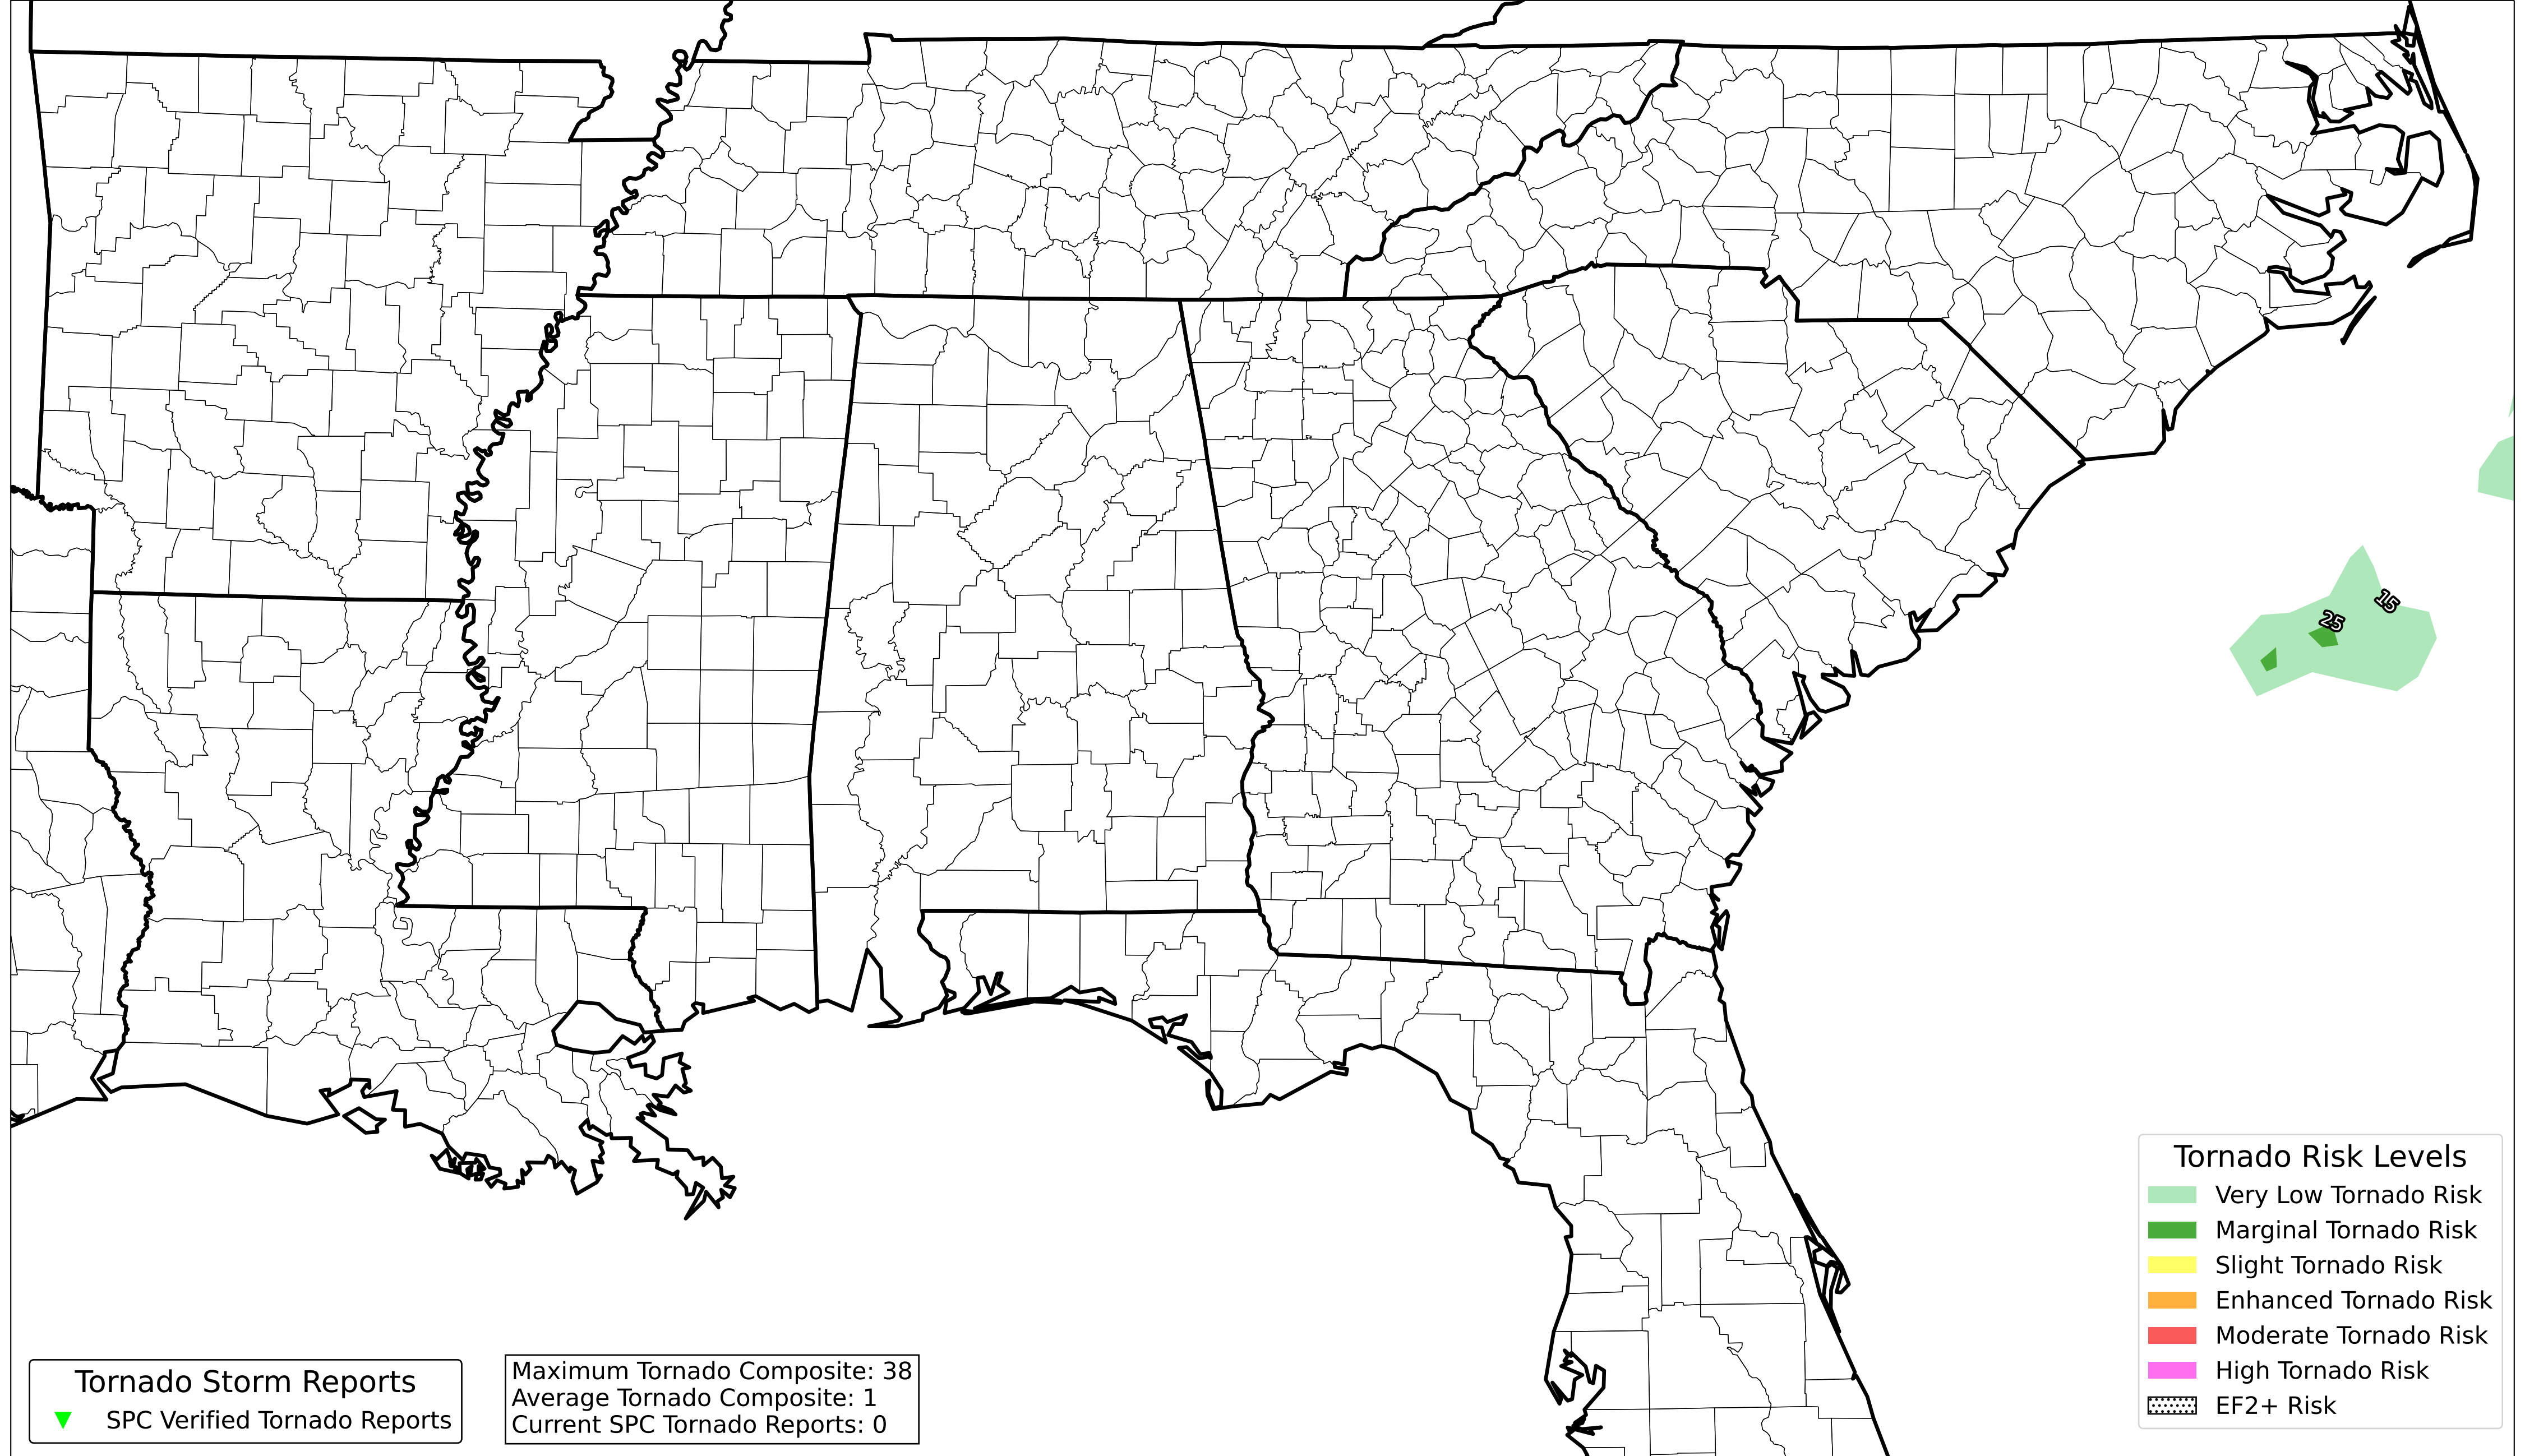 15
25
Tornado Risk Levels
Very Low Tornado Risk
Marginal Tornado Risk
Slight Tornado Risk
Enhanced Tornado Risk
Moderate Tornado Risk
High Tornado Risk
EF2+ Risk
Tornado Storm Reports
SPC Verified Tornado Reports
Maximum Tornado Composite: 38
Average Tornado Composite: 1
Current SPC Tornado Reports: 0